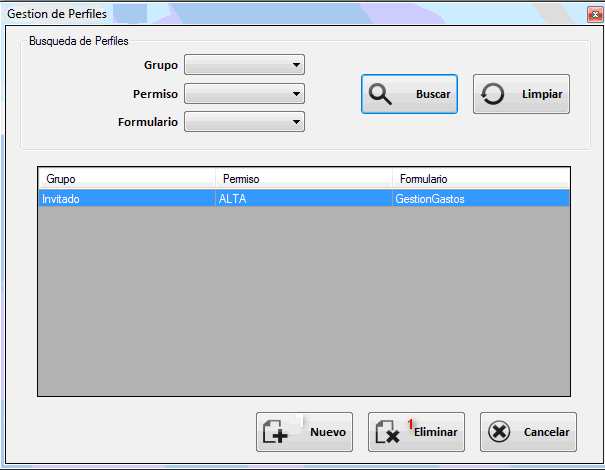 Gestion de Perfiles
Busqueda de Perfiles
Grupo
Permiso
Formulario
Buscar
Limpiar
Grupo Permiso Formulario
Invitado ALTA GestionGastos
Nuevo
1 Eliminar
Cancelar